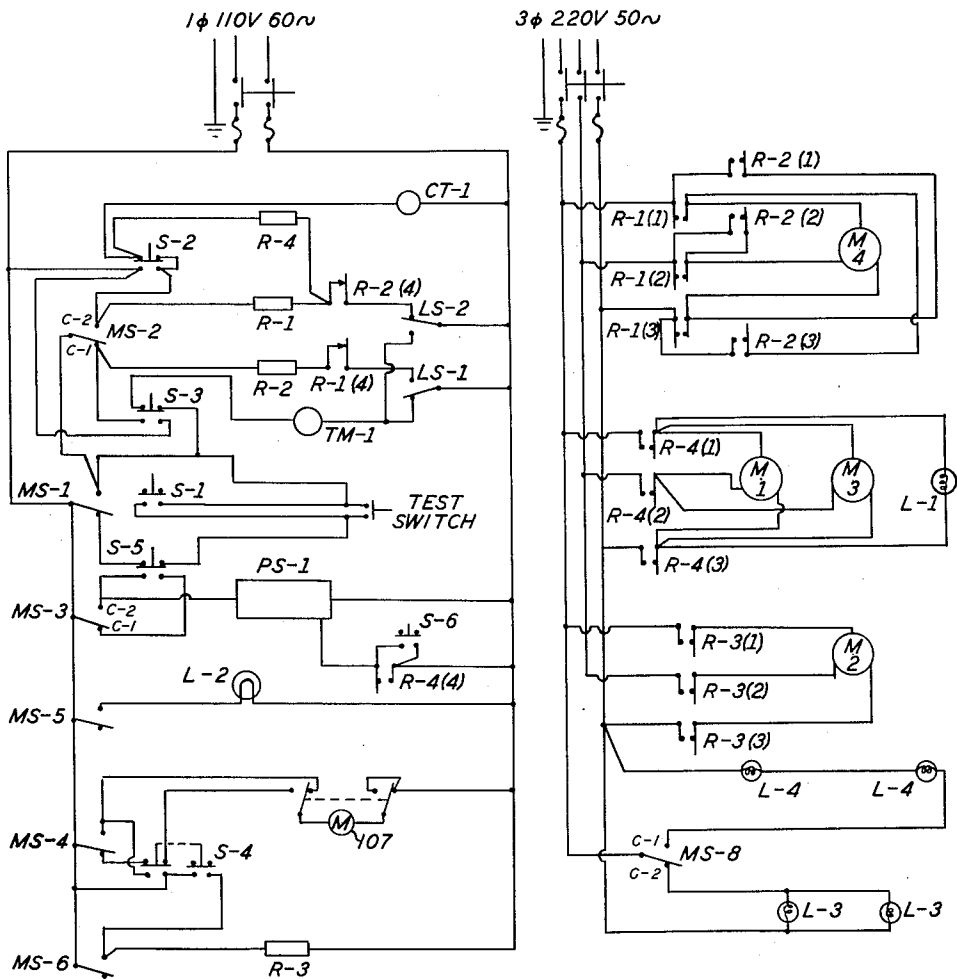 1ϕ 110V 60~
3ϕ 220V 50~
CT-1
R-4
S-2
R-2(4)
LS-2
C-2
MS-2
R-1
C-1
R-2
R-1(4)
LS-1
S-3
TM-1
MS-1
S-1
TEST
SWITCH
S-5
PS-1
MS-3
C-2
C-1
S-6
R-4(4)
L-2
MS-5
M
107
MS-4
S-4
MS-6
R-3
R-2(1)
R-1(1)
R-2(2)
M
4
R-1(2)
R-1(3)
R-2(3)
R-4(1)
M
1
M
3
L-1
R-4(2)
R-4(3)
R-3(1)
M
2
R-3(2)
R-3(3)
L-4
L-4
C-1
MS-8
C-2
L-3
L-3